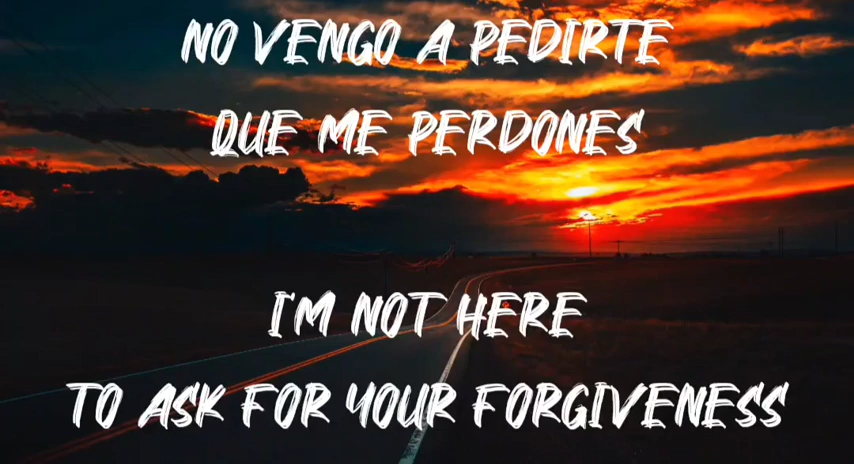 NO VENGO A PEDIRTE
QUE ME PERDONES
I'M NOT HERE
TO ASK FOR YOUR FORGIVENESS